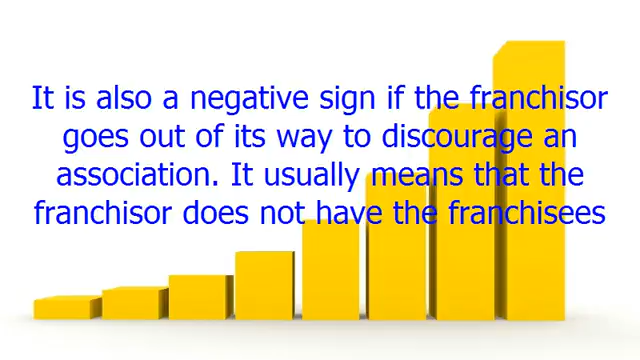 It is also a negative sign if the franchisor
goes out of its way to discourage an
association. It usually means that the
franchisor does not have the franchisees